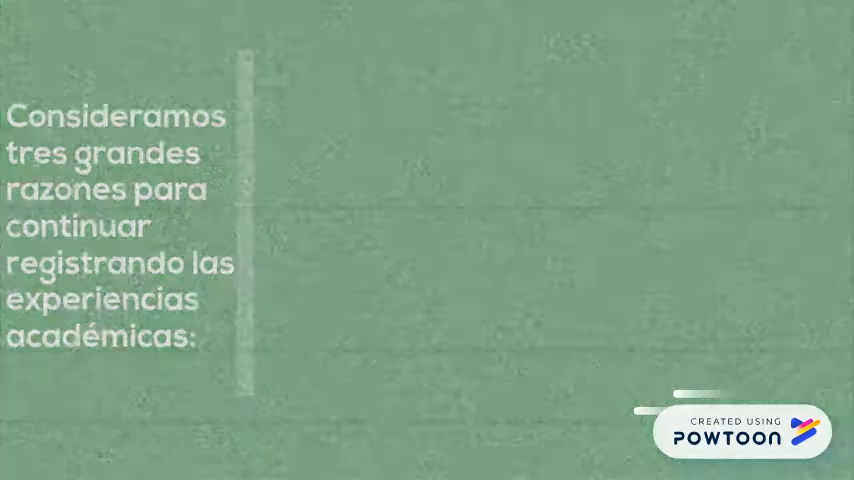 Consideramos
tres grandes
razones para
continuar
registrando las
experiencias
académicas:
CREATED USING
POWTOON